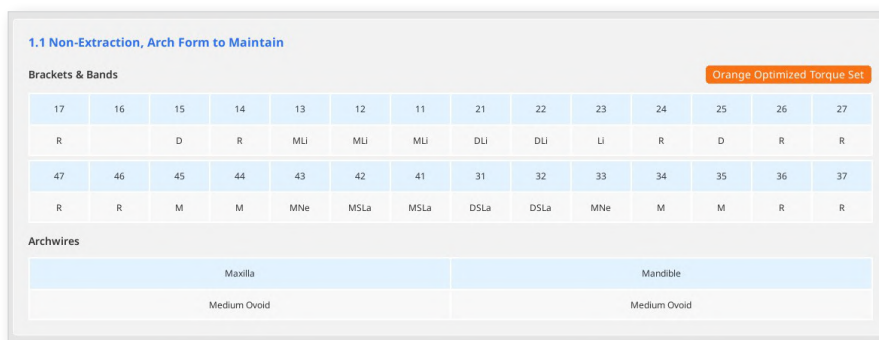 1.1 Non-Extraction, Arch Form to Maintain
Brackets & Bands Orange Optimized Torque Set
17 16 15 14 13 12 11 21 22 23 24 25 26 27
R D R MLi MLi MLi DLi DLi Li R D R R
47 46 45 44 43 42 41 31 32 33 34 35 36 37
R R M M MNe MSLa MSLa DSLa DSLa MNe M M R R
Archwires
Maxilla Mandible
Medium Ovoid Medium Ovoid